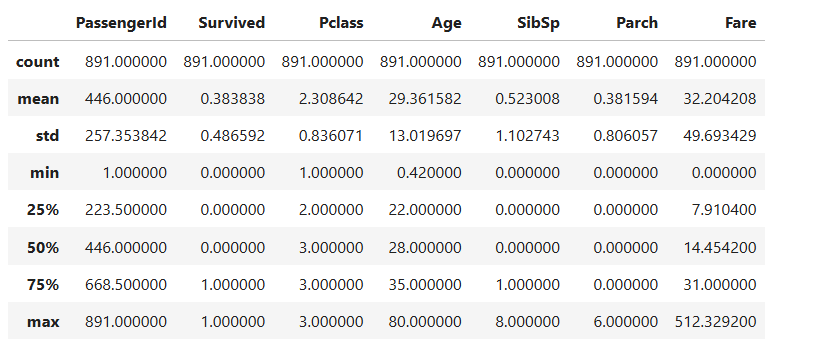 PassengerId Survived Pclass Age SibSp Parch Fare
count 891.000000 891.000000 891.000000 891.000000 891.000000 891.000000 891.000000
mean 446.000000 0.383838 2.308642 29.361582 0.523008 0.381594 32.204208
std 257.353842 0.486592 0.836071 13.019697 1.102743 0.806057 49.693429
min 1.000000 0.000000 1.000000 0.420000 0.000000 0.000000 0.000000
25% 223.500000 0.000000 2.000000 22.000000 0.000000 0.000000 7.910400
50% 446.000000 0.000000 3.000000 28.000000 0.000000 0.000000 14.454200
75% 668.500000 1.000000 3.000000 35.000000 1.000000 0.000000 31.000000
max 891.000000 1.000000 3.000000 80.000000 8.000000 6.000000 512.329200